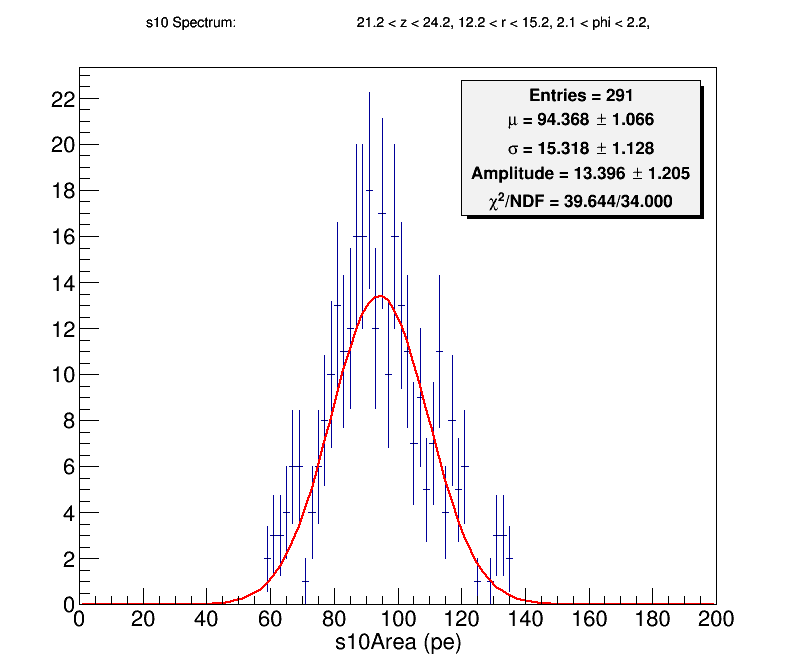 s10 Spectrum: 21.2 < z < 24.2, 12.2 < r < 15.2, 2.1 < phi < 2.2,
Entries = 291
μ = 94.368 ± 1.066
σ = 15.318 ± 1.128
Amplitude = 13.396 ± 1.205
χ²/NDF = 39.644/34.000
22
20
18
16
14
12
10
8
6
4
2
0
0 20 40 60 80 100 120 140 160 180 200
s10Area (pe)